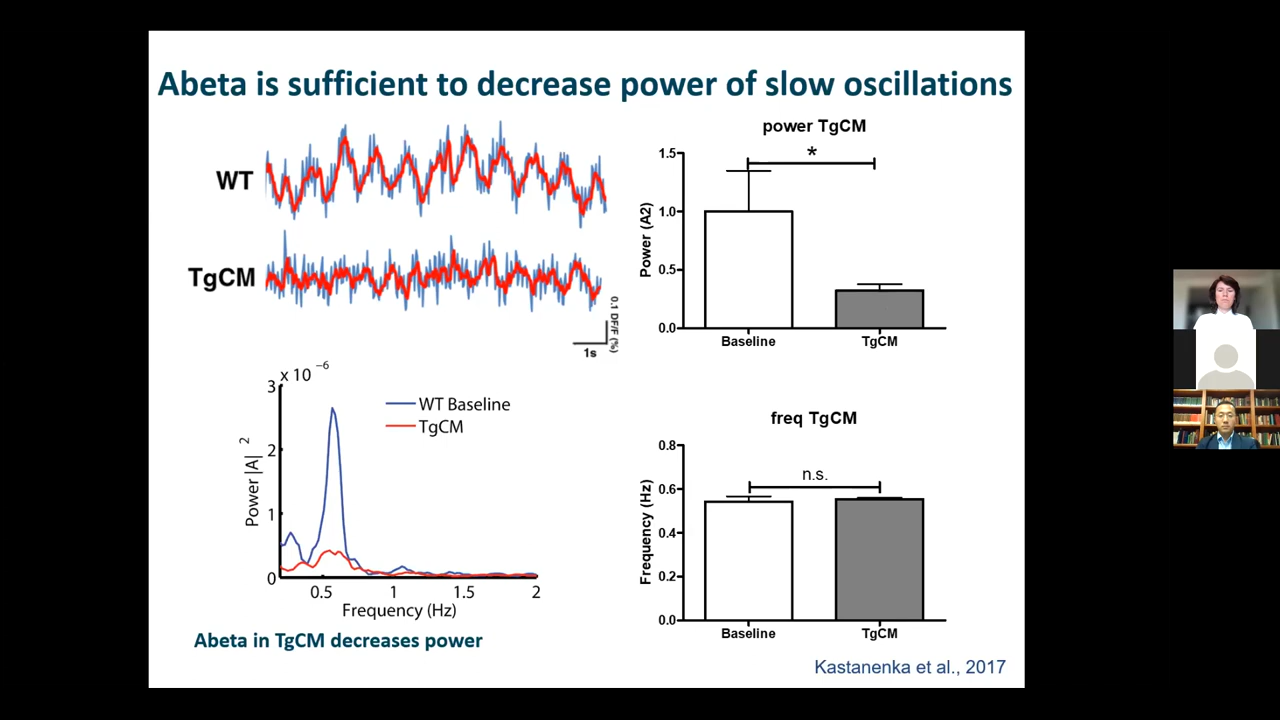 Abeta is sufficient to decrease power of slow oscillations
WT
TgCM
0.1 DF/F (%)
1s
power TgCM
*
1.5
1.0
0.5
0.0
Power (A2)
Baseline
TgCM
x 10 -6
3
2
1
0
Power |A| 2
WT Baseline
TgCM
0.5
1
1.5
2
Frequency (Hz)
freq TgCM
n.s.
0.8
0.6
0.4
0.2
0.0
Frequency (Hz)
Baseline
TgCM
Abeta in TgCM decreases power
Kastanenka et al., 2017